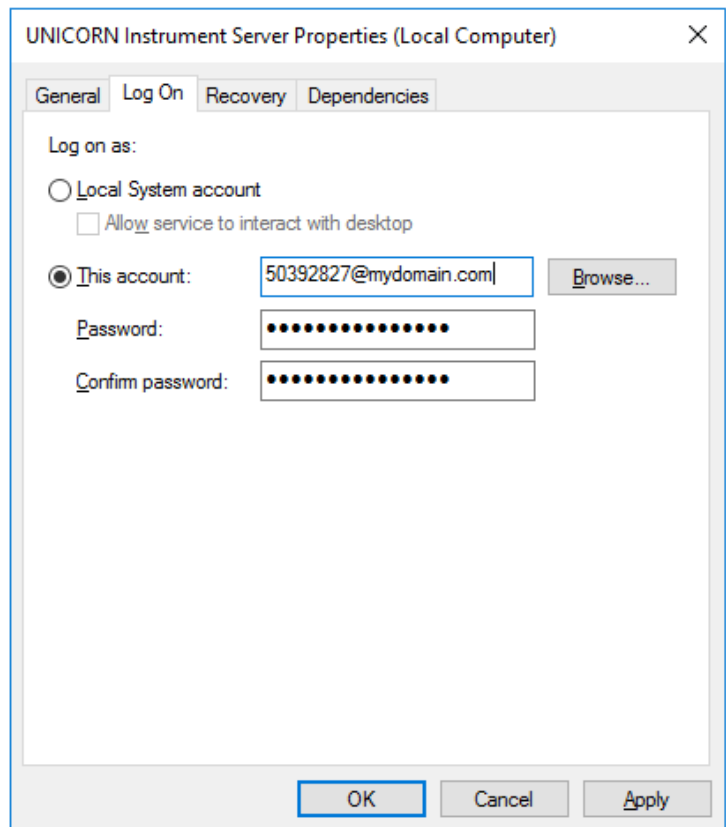 UNICORN Instrument Server Properties (Local Computer)
General Log On Recovery Dependencies
Log on as:
Local System account
Allow service to interact with desktop
This account: 50392827@mydomain.com Browse...
Password: •••••••••••••••
Confirm password: •••••••••••••••
OK Cancel Apply